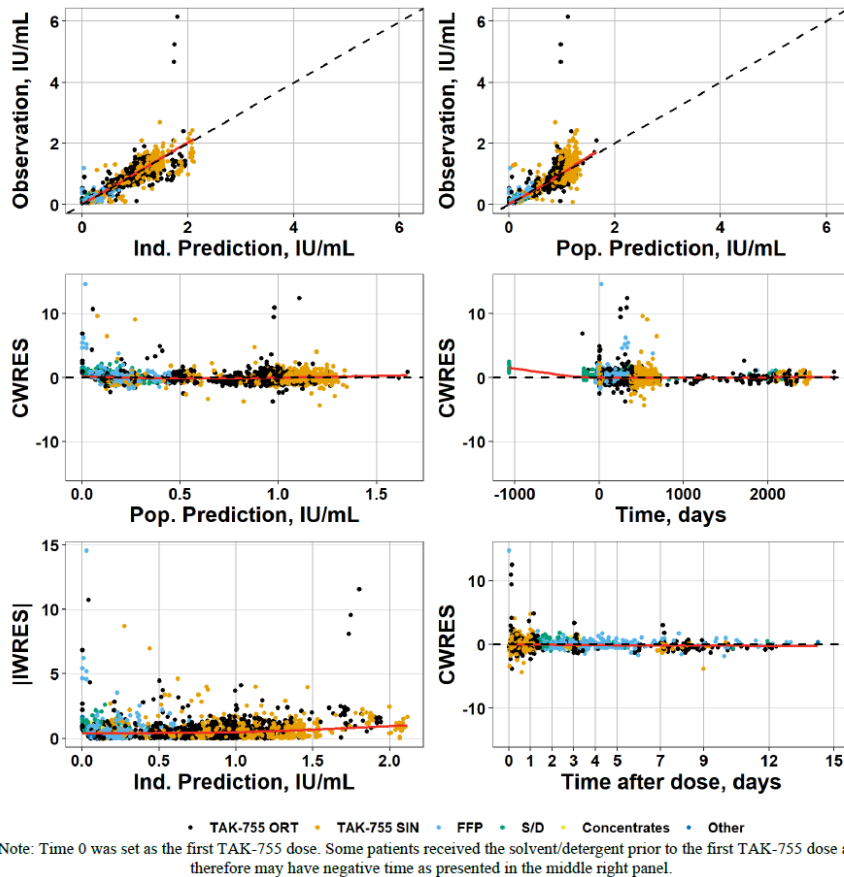 6
4
2
0
0 2 4 6
Observation, IU/mL
Ind. Prediction, IU/mL
6
4
2
0
0 2 4 6
Observation, IU/mL
Pop. Prediction, IU/mL
10
0
-10
0.0 0.5 1.0 1.5
CWRES
Pop. Prediction, IU/mL
10
0
-10
-1000 0 1000 2000
CWRES
Time, days
15
10
5
0
0.0 0.5 1.0 1.5 2.0
|IWRES|
Ind. Prediction, IU/mL
10
0
-10
0 1 2 3 4 5 7 9 12 15
CWRES
Time after dose, days
TAK-755 ORT TAK-755 SIN FFP S/D Concentrates Other
Note: Time 0 was set as the first TAK-755 dose. Some patients received the solvent/detergent prior to the first TAK-755 dose a
therefore may have negative time as presented in the middle right panel.